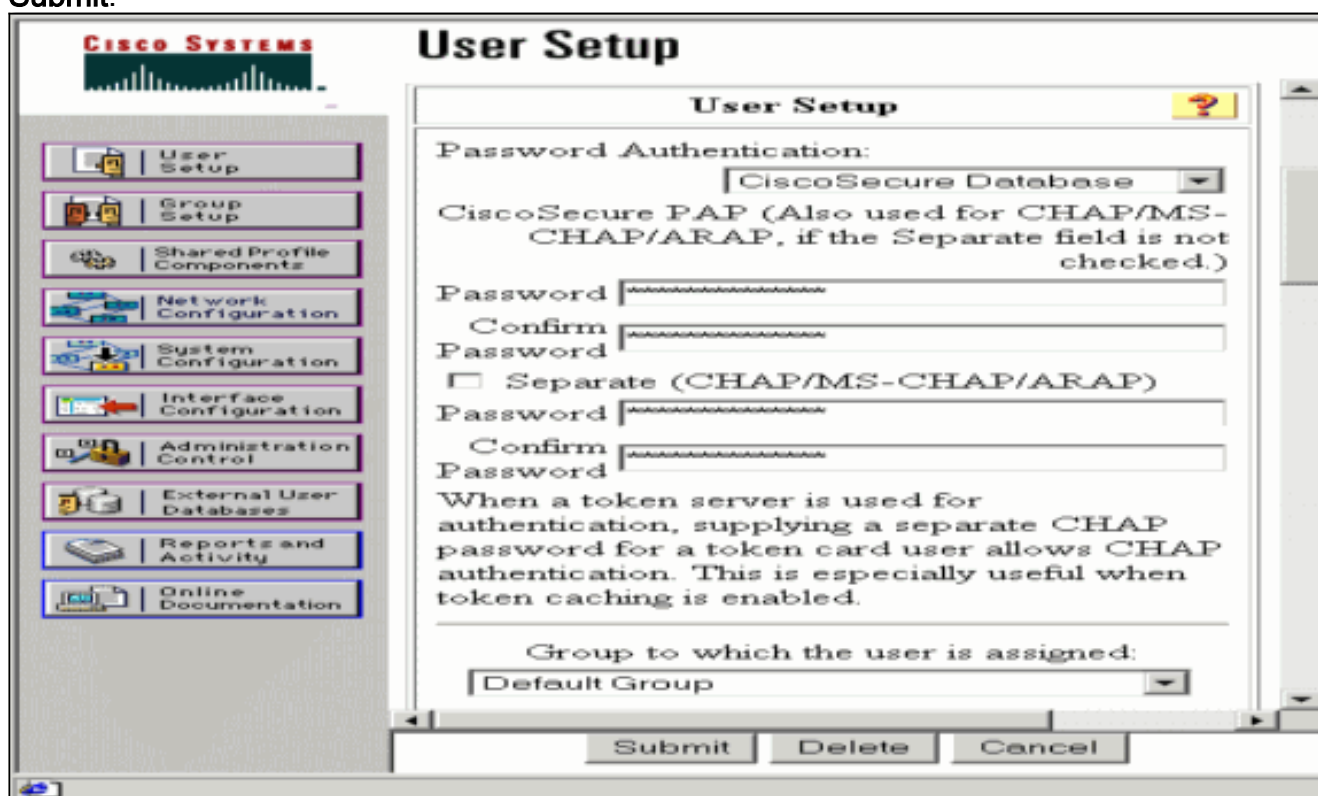 Submit.
CISCO SYSTEMS
User Setup
User
Setup
Group
Setup
Shared Profile
Components
Network
Configuration
System
Configuration
Interface
Configuration
Administration
Control
External User
Databases
Reports and
Activity
Online
Documentation
User Setup
?
Password Authentication:
CiscoSecure Database
CiscoSecure PAP (Also used for CHAP/MS-
CHAP/ARAP, if the Separate field is not
checked.)
Password
Confirm
Password
Separate (CHAP/MS-CHAP/ARAP)
Password
Confirm
Password
When a token server is used for
authentication, supplying a separate CHAP
password for a token card user allows CHAP
authentication. This is especially useful when
token caching is enabled.
Group to which the user is assigned:
Default Group
Submit Delete Cancel